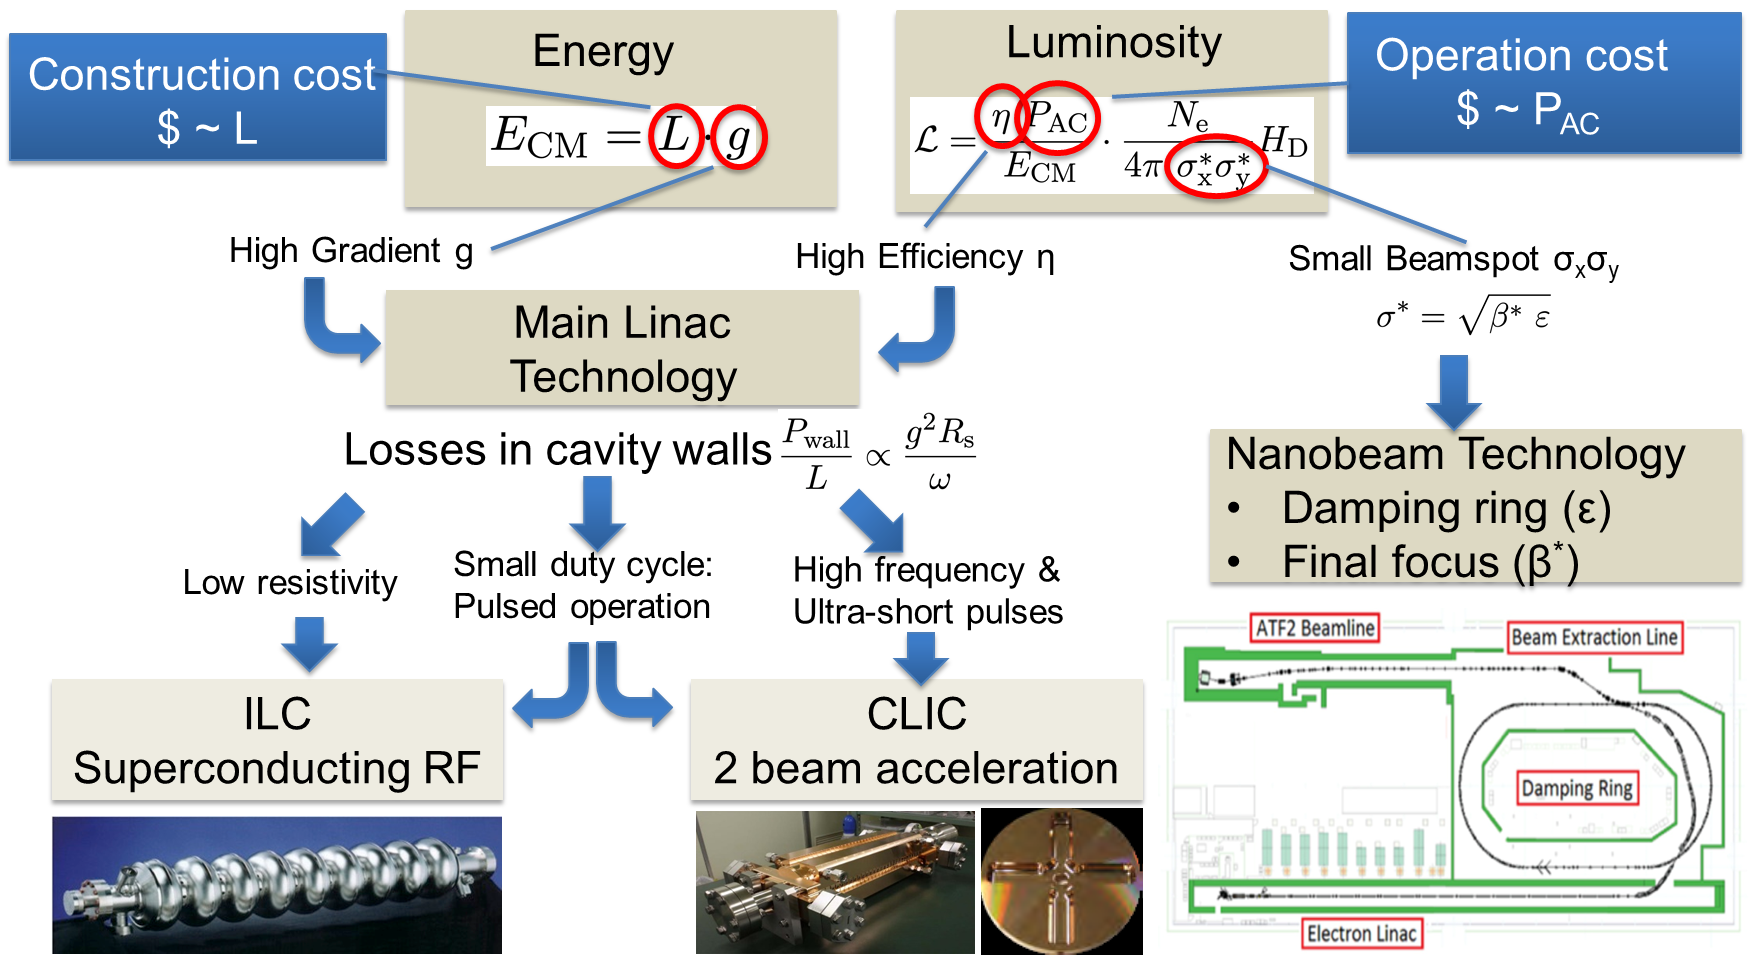 Construction cost
$ ~ L
Energy
E_CM = L · g
Luminosity
ℒ = (η P_AC / E_CM) · (N_e / 4π σ*_x σ*_y) H_D
Operation cost
$ ~ P_AC
High Gradient g
High Efficiency η
Small Beamspot σ_xσ_y
σ* = √(β* ε)
Main Linac
Technology
Losses in cavity walls P_wall / L ∝ g² R_s / ω
Nanobeam Technology
• Damping ring (ε)
• Final focus (β*)
Low resistivity
Small duty cycle:
Pulsed operation
High frequency &
Ultra-short pulses
ILC
Superconducting RF
CLIC
2 beam acceleration
ATF2 Beamline
Beam Extraction Line
Damping Ring
Electron Linac